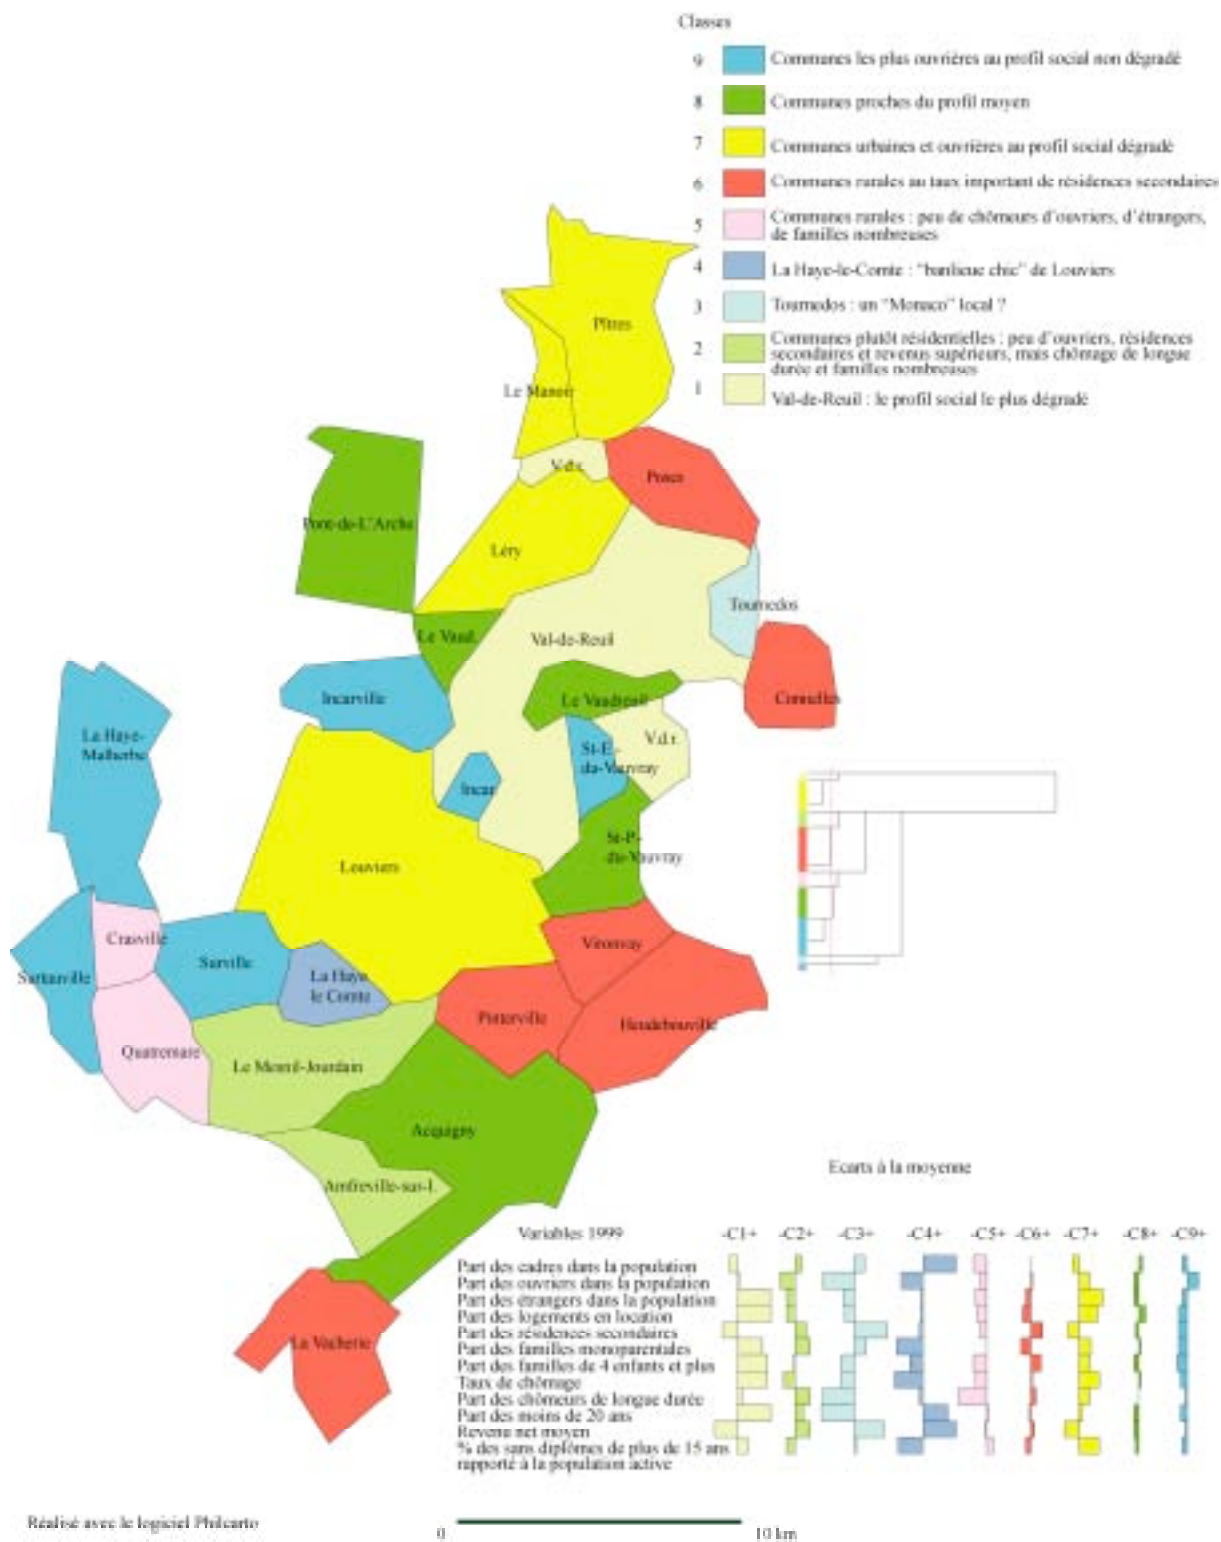 Classes
9 Communes les plus ouvrières au profil social non dégradé
8 Communes proches du profil moyen
7 Communes urbaines et ouvrières au profil social dégradé
6 Communes rurales au taux important de résidences secondaires
5 Communes rurales : peu de chômeurs d'ouvriers, d'étrangers,
de familles nombreuses
4 La Haye-le-Comte : "banlieue chic" de Louviers
3 Tournedos : un "Monaco" local ?
2 Communes plutôt résidentielles : peu d'ouvriers, résidences
secondaires et revenus supérieurs, mais chômage de longue
durée et familles nombreuses
1 Val-de-Reuil : le profil social le plus dégradé
Pîtres
Le Manoir
V.d.r.
Poses
Pont-de-L'Arche
Léry
Tournedos
Le Vaud.
Val-de-Reuil
Connelles
Incarville
Le Vaudreuil
La Haye-
Malherbe
V.d.r.
St-E.-
du-Vauvray
Incar
St-P-
du-Vauvray
Louviers
Crasville
Vironvay
Surtauville
Surville
La Haye
le Comte
Pinterville
Heudebouville
Quatremare
Le Mesnil-Jourdain
Acquigny
Amfreville-sur-I.
La Vacherie
Ecarts à la moyenne
Variables 1999 -C1+ -C2+ -C3+ -C4+ -C5+ -C6+ -C7+ -C8+ -C9+
Part des cadres dans la population
Part des ouvriers dans la population
Part des étrangers dans la population
Part des logements en location
Part des résidences secondaires
Part des familles monoparentales
Part des familles de 4 enfants et plus
Taux de chômage
Part des chômeurs de longue durée
Part des moins de 20 ans
Revenu net moyen
% des sans diplômes de plus de 15 ans
rapporté à la population active
Réalisé avec le logiciel Philcarto
0 10 km